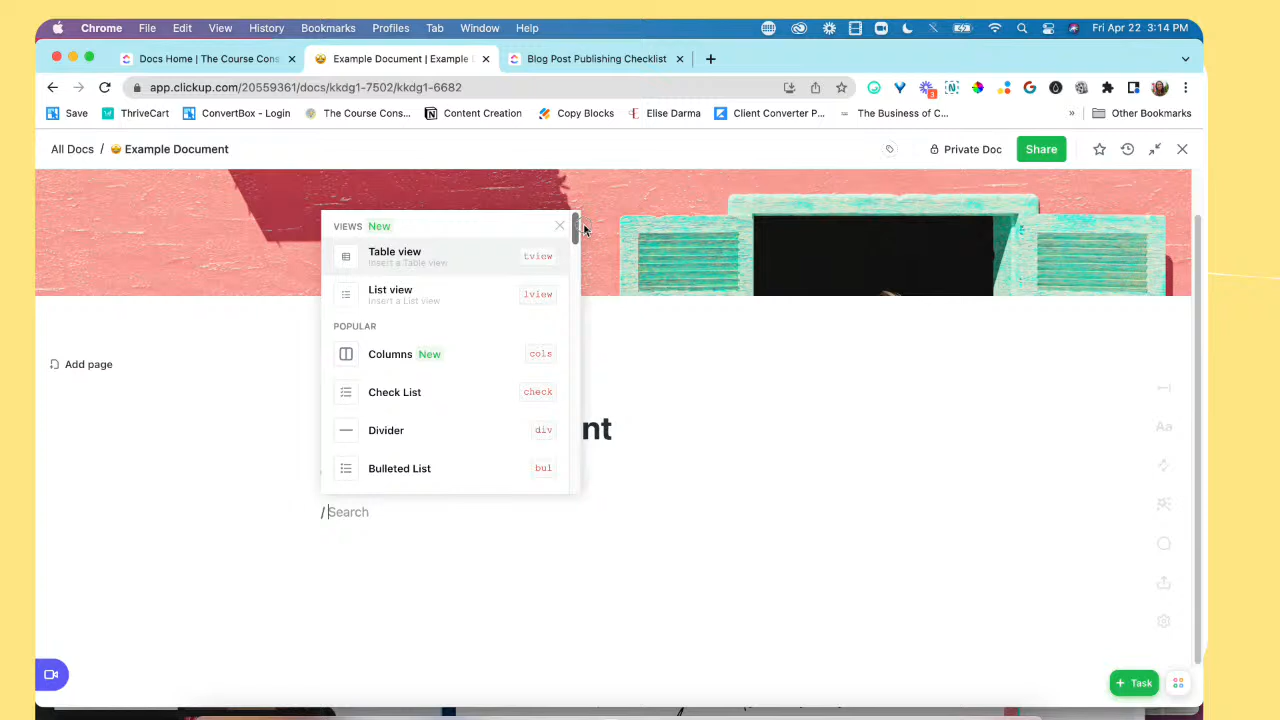 Chrome File Edit View History Bookmarks Profiles Tab Window Help Fri Apr 22 3:14 PM
Docs Home | The Course Cons Example Document | Example Blog Post Publishing Checklist
app.clickup.com/20559361/docs/kkdg1-7502/kkdg1-6682
Save ThriveCart ConvertBox - Login The Course Cons... Content Creation Copy Blocks Elise Darma Client Converter P... The Business of C... » Other Bookmarks
All Docs / Example Document Private Doc Share
VIEWS New
Table view tview
Insert a Table view
List view lview
Insert a List view
POPULAR
Columns New cols
Add page
Check List check
Divider div
nt
Bulleted List bul
/Search
Aa
+ Task